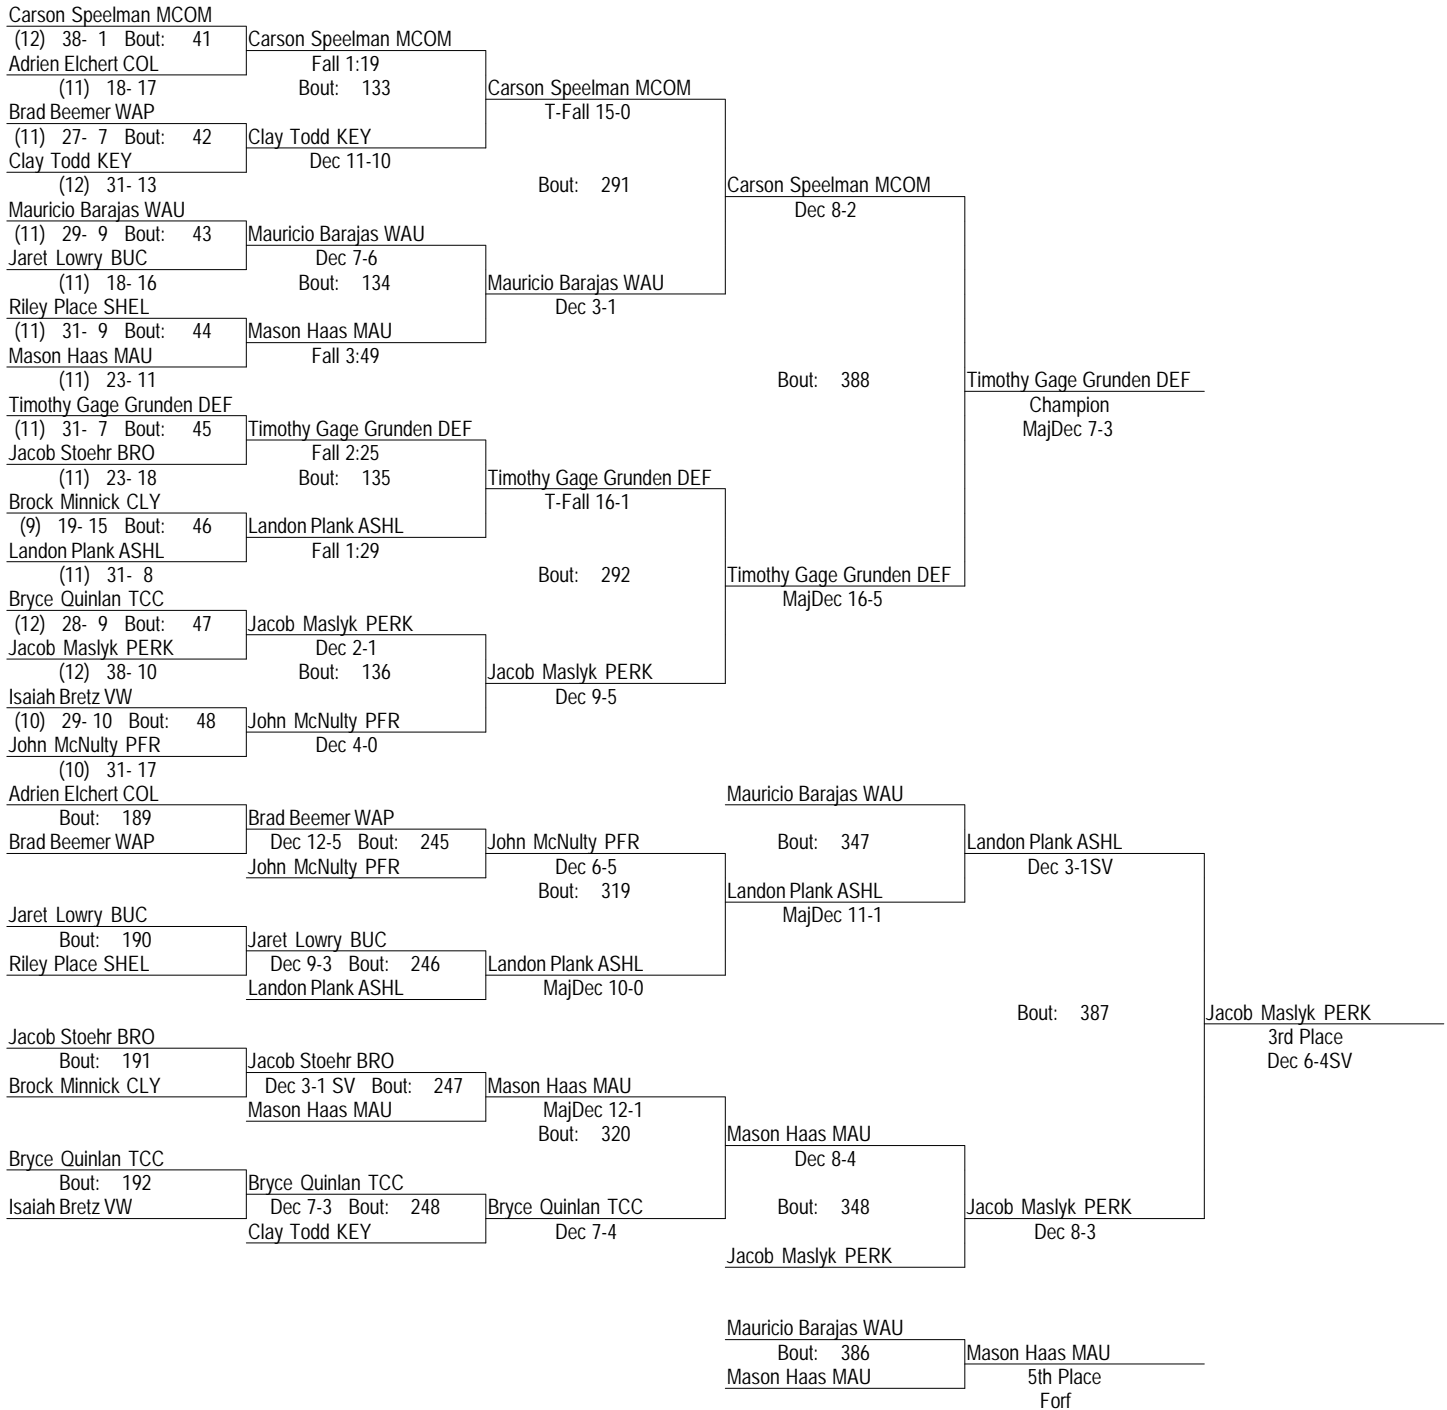 Carson Speelman MCOM
(12) 38- 1 Bout: 41
Adrien Elchert COL
(11) 18- 17
Brad Beemer WAP
(11) 27- 7 Bout: 42
Clay Todd KEY
(12) 31- 13
Mauricio Barajas WAU
(11) 29- 9 Bout: 43
Jaret Lowry BUC
(11) 18- 16
Riley Place SHEL
(11) 31- 9 Bout: 44
Mason Haas MAU
(11) 23- 11
Timothy Gage Grunden DEF
(11) 31- 7 Bout: 45
Jacob Stoehr BRO
(11) 23- 18
Brock Minnick CLY
(9) 19- 15 Bout: 46
Landon Plank ASHL
(11) 31- 8
Bryce Quinlan TCC
(12) 28- 9 Bout: 47
Jacob Maslyk PERK
(12) 38- 10
Isaiah Bretz VW
(10) 29- 10 Bout: 48
John McNulty PFR
(10) 31- 17
Carson Speelman MCOM
Fall 1:19
Bout: 133
Clay Todd KEY
Dec 11-10
Mauricio Barajas WAU
Dec 7-6
Bout: 134
Mason Haas MAU
Fall 3:49
Timothy Gage Grunden DEF
Fall 2:25
Bout: 135
Landon Plank ASHL
Fall 1:29
Jacob Maslyk PERK
Dec 2-1
Bout: 136
John McNulty PFR
Dec 4-0
Carson Speelman MCOM
T-Fall 15-0
Bout: 291
Mauricio Barajas WAU
Dec 3-1
Timothy Gage Grunden DEF
T-Fall 16-1
Bout: 292
Jacob Maslyk PERK
Dec 9-5
Carson Speelman MCOM
Dec 8-2
Bout: 388
Timothy Gage Grunden DEF
MajDec 16-5
Timothy Gage Grunden DEF
Champion
MajDec 7-3
Adrien Elchert COL
Bout: 189
Brad Beemer WAP
Jaret Lowry BUC
Bout: 190
Riley Place SHEL
Jacob Stoehr BRO
Bout: 191
Brock Minnick CLY
Bryce Quinlan TCC
Bout: 192
Isaiah Bretz VW
Brad Beemer WAP
Dec 12-5 Bout: 245
John McNulty PFR
Jaret Lowry BUC
Dec 9-3 Bout: 246
Landon Plank ASHL
Jacob Stoehr BRO
Dec 3-1 SV Bout: 247
Mason Haas MAU
Bryce Quinlan TCC
Dec 7-3 Bout: 248
Clay Todd KEY
John McNulty PFR
Dec 6-5
Bout: 319
Landon Plank ASHL
MajDec 10-0
Mason Haas MAU
MajDec 12-1
Bout: 320
Bryce Quinlan TCC
Dec 7-4
Mauricio Barajas WAU
Bout: 347
Landon Plank ASHL
MajDec 11-1
Mason Haas MAU
Dec 8-4
Bout: 348
Jacob Maslyk PERK
Landon Plank ASHL
Dec 3-1SV
Bout: 387
Jacob Maslyk PERK
Dec 8-3
Jacob Maslyk PERK
3rd Place
Dec 6-4SV
Mauricio Barajas WAU
Bout: 386
Mason Haas MAU
Mason Haas MAU
5th Place
Forf